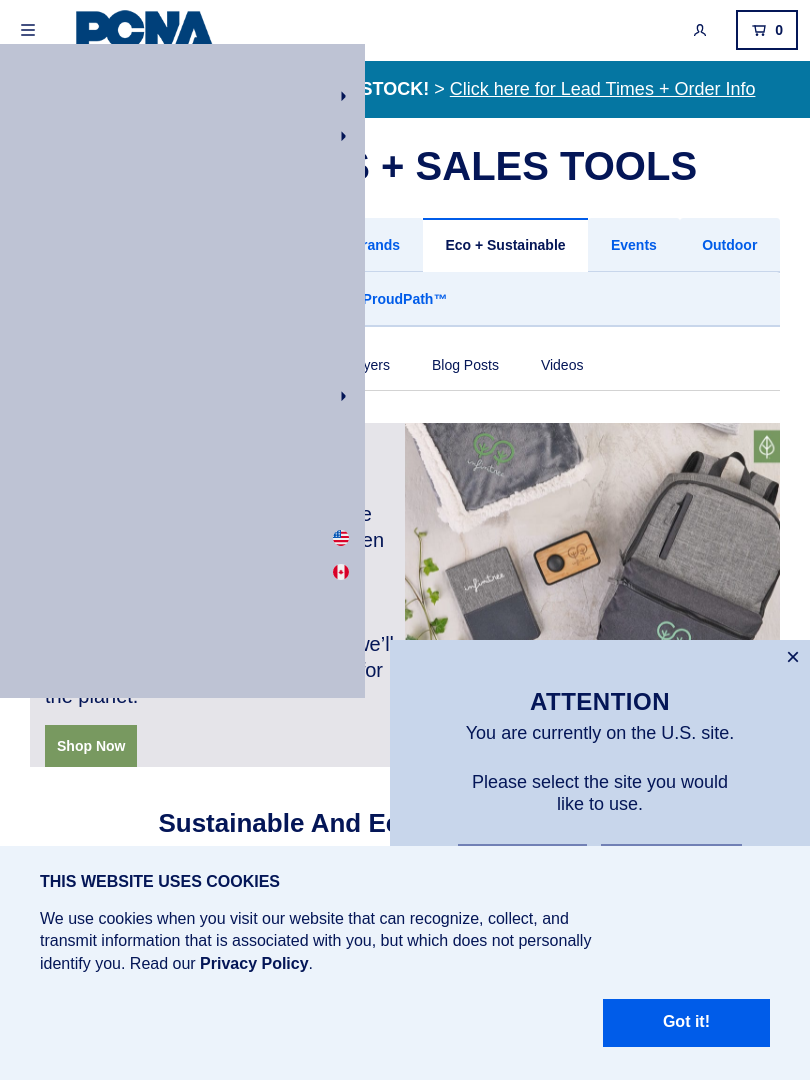 PCNA
0
STOCK! > Click here for Lead Times + Order Info
+ SALES TOOLS
Eco + Sustainable
Events
Outdoor
ProudPath™
Blog Posts
Videos
infinitree
infinitree
we'll
the planet.
Shop Now
Sustainable And
×
ATTENTION
You are currently on the U.S. site.
Please select the site you would
like to use.
THIS WEBSITE USES COOKIES
We use cookies when you visit our website that can recognize, collect, and
transmit information that is associated with you, but which does not personally
identify you. Read our Privacy Policy.
Got it!